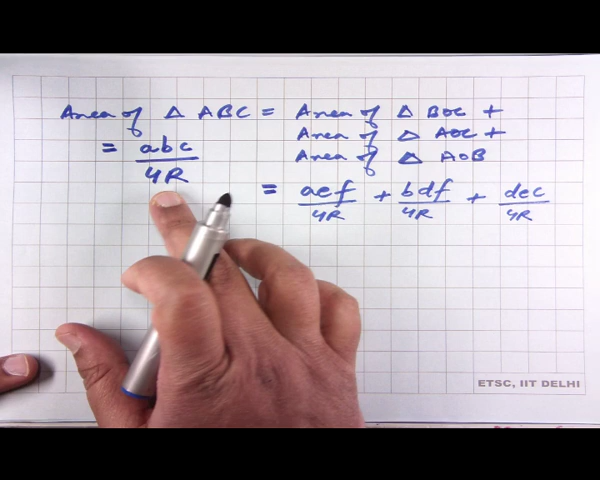 Area of Δ ABC = Area of Δ BOC +
Area of Δ AOC +
Area of Δ AOB
= abc/4R
= aef/4R + bdf/4R + dec/4R
ETSC, IIT DELHI